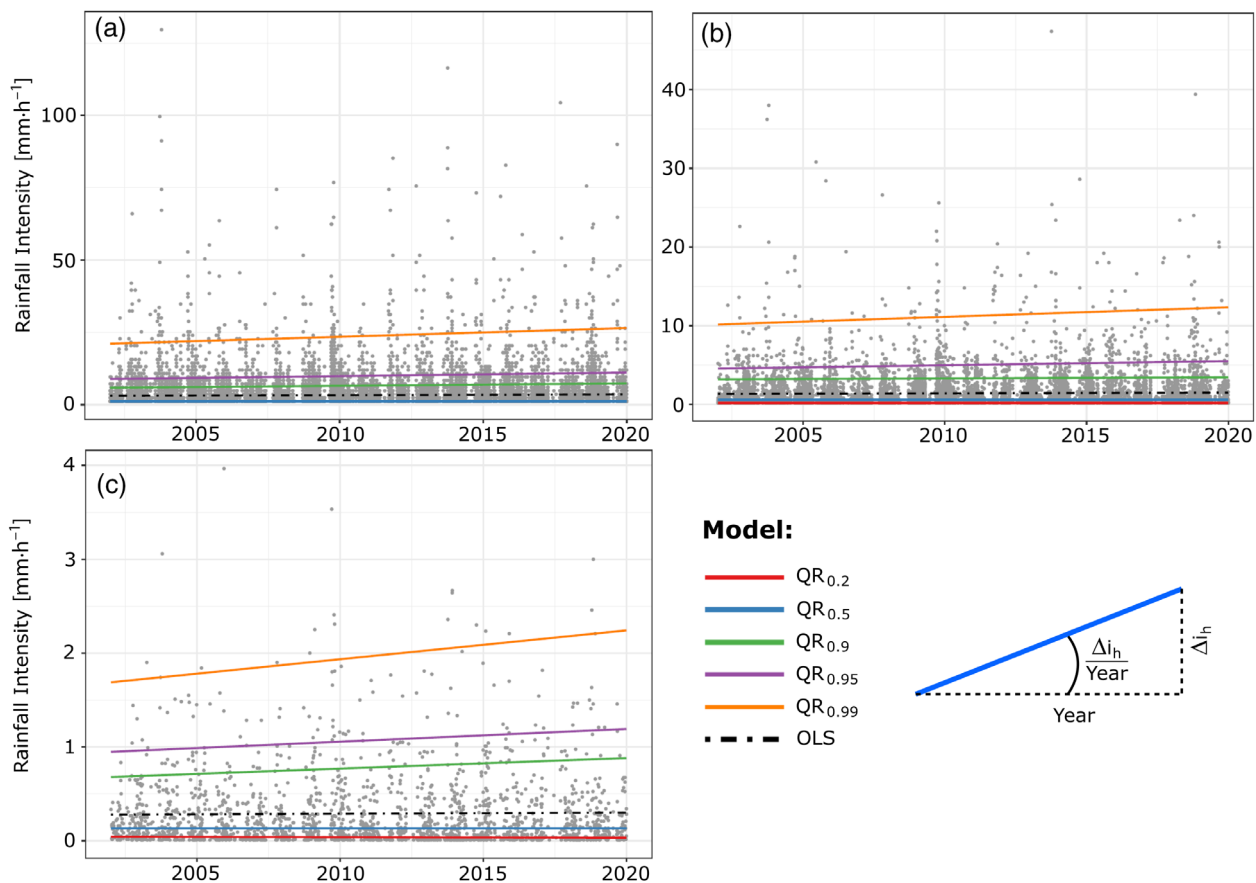 (a)
Rainfall Intensity [mm·h⁻¹]
100
50
0
2005 2010 2015 2020
(b)
40
30
20
10
0
2005 2010 2015 2020
(c)
Rainfall Intensity [mm·h⁻¹]
4
3
2
1
0
2005 2010 2015 2020
Model:
QR₀.₂
QR₀.₅
QR₀.₉
QR₀.₉₅
QR₀.₉₉
OLS
Δiₕ
Year
Δiₕ
Year